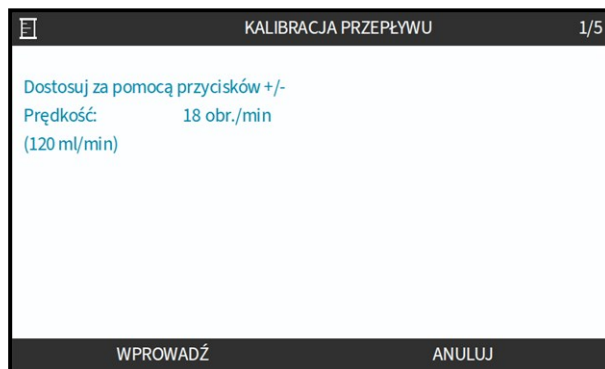 KALIBRACJA PRZEPŁYWU 1/5
Dostosuj za pomocą przycisków +/-
Prędkość: 18 obr./min
(120 ml/min)
WPROWADŹ ANULUJ